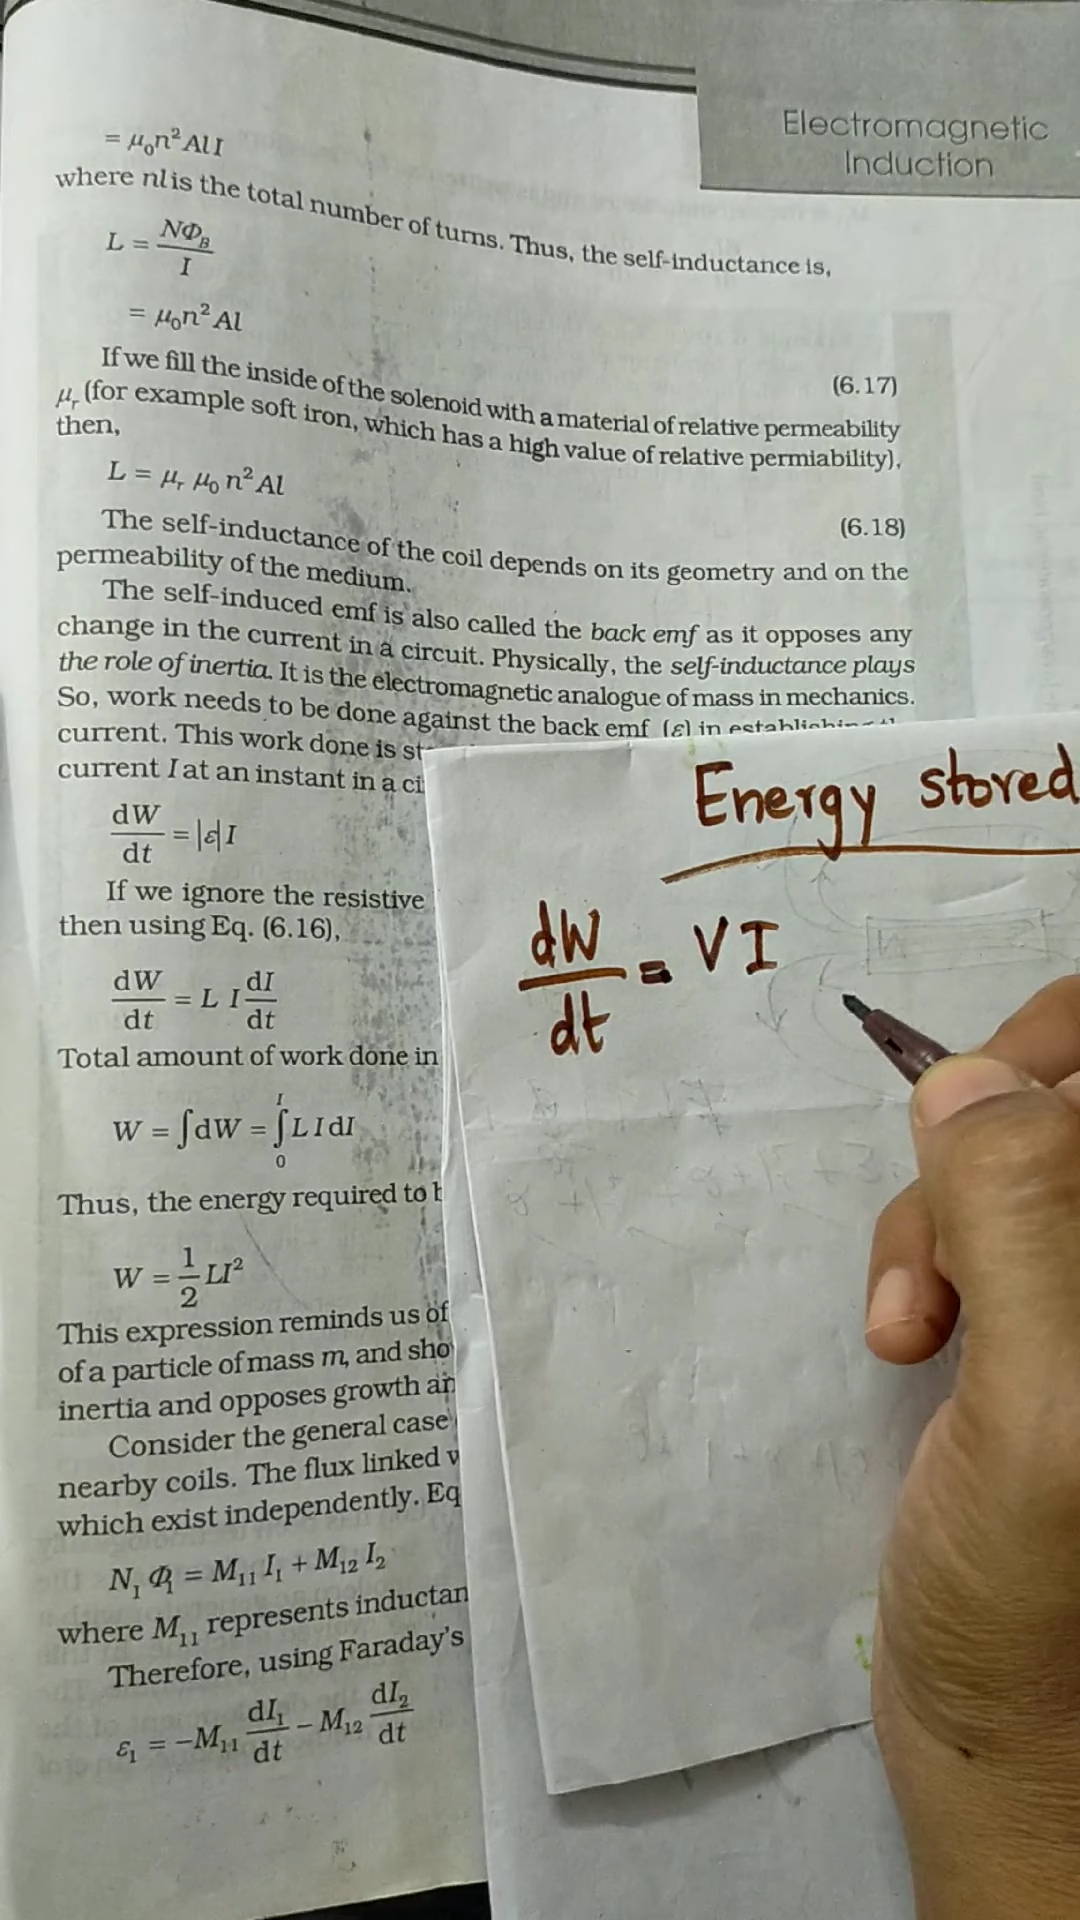 Electromagnetic
Induction
= μ₀n²AlI
where nl is the total number of turns. Thus, the self-inductance is,
L = NΦ_B / I
= μ₀n²Al
(6.17)
If we fill the inside of the solenoid with a material of relative permeability
μᵣ (for example soft iron, which has a high value of relative permiability),
then,
L = μᵣ μ₀ n²Al
(6.18)
The self-inductance of the coil depends on its geometry and on the
permeability of the medium.
The self-induced emf is also called the back emf as it opposes any
change in the current in a circuit. Physically, the self-inductance plays
the role of inertia. It is the electromagnetic analogue of mass in mechanics.
So, work needs to be done against the back emf (ε) in establishing
current. This work done is
current I at an instant in a
dW/dt = |ε|I
If we ignore the resistive
then using Eq. (6.16),
dW/dt = L I dI/dt
Total amount of work done in
W = ∫dW = ∫₀ᴵ L I dI
Thus, the energy required to
W = 1/2 LI²
This expression reminds us of
of a particle of mass m, and
inertia and opposes growth
Consider the general case
nearby coils. The flux linked
which exist independently.
N₁ Φ₁ = M₁₁ I₁ + M₁₂ I₂
where M₁₁ represents
Therefore, using Faraday's
ε₁ = −M₁₁ dI₁/dt − M₁₂ dI₂/dt
Energy stored
dW/dt = VI